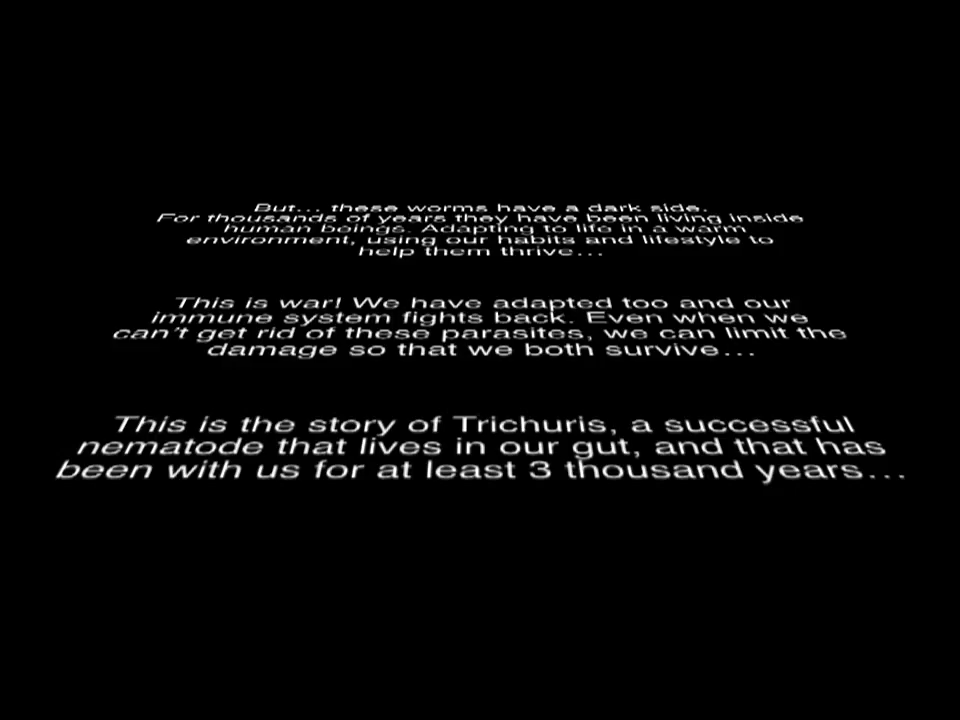 But... these worms have a dark side.
For thousands of years they have been living inside
human beings. Adapting to life in a warm
environment, using our habits and lifestyle to
help them thrive...
This is war! We have adapted too and our
immune system fights back. Even when we
can't get rid of these parasites, we can limit the
damage so that we both survive...
This is the story of Trichuris, a successful
nematode that lives in our gut, and that has
been with us for at least 3 thousand years...